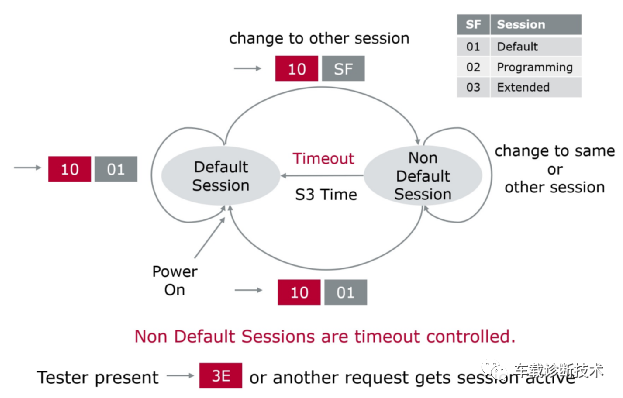 change to other session
10 SF
SF Session
01 Default
02 Programming
03 Extended
10 01
Default
Session
Timeout
S3 Time
Non
Default
Session
change to same
or
other session
Power
On
10 01
Non Default Sessions are timeout controlled.
Tester present 3E or another request gets session active
车载诊断技术